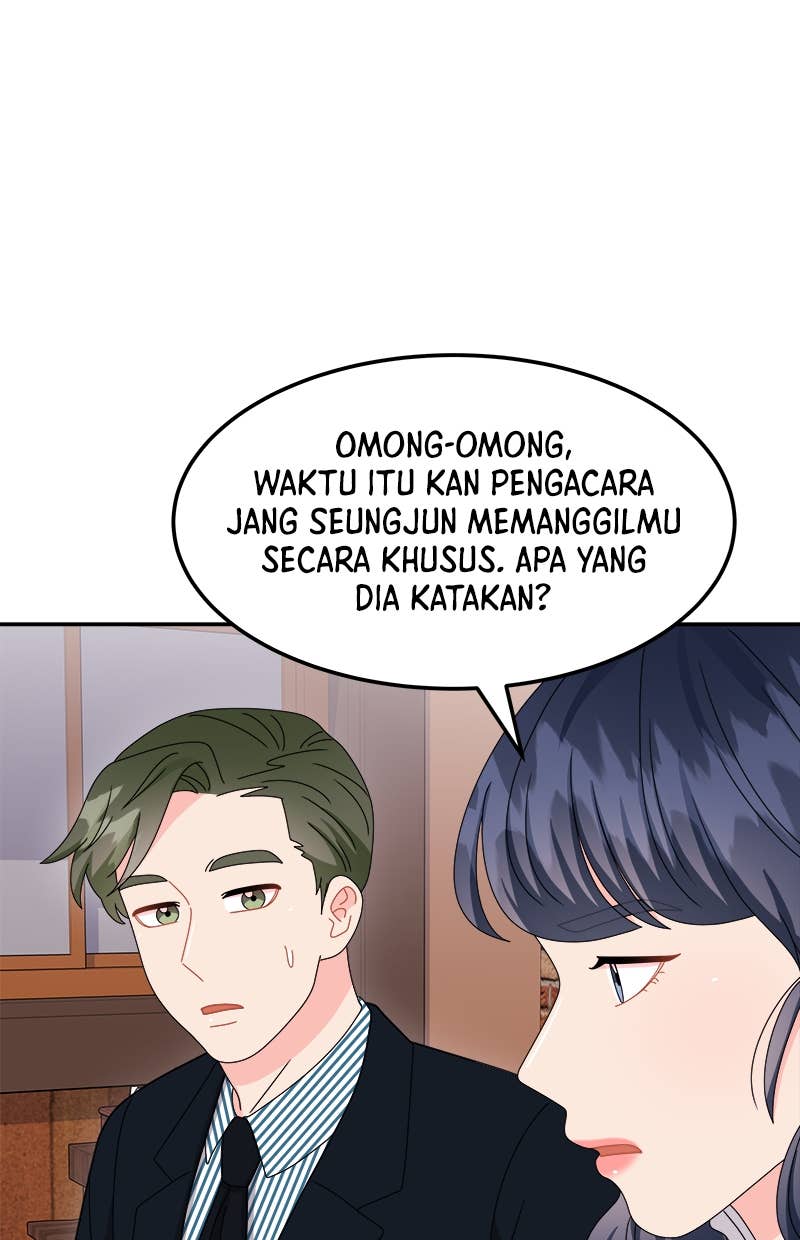 OMONG-OMONG,
WAKTU ITU KAN PENGACARA
JANG SEUNGJUN MEMANGGILMU
SECARA KHUSUS. APA YANG
DIA KATAKAN?